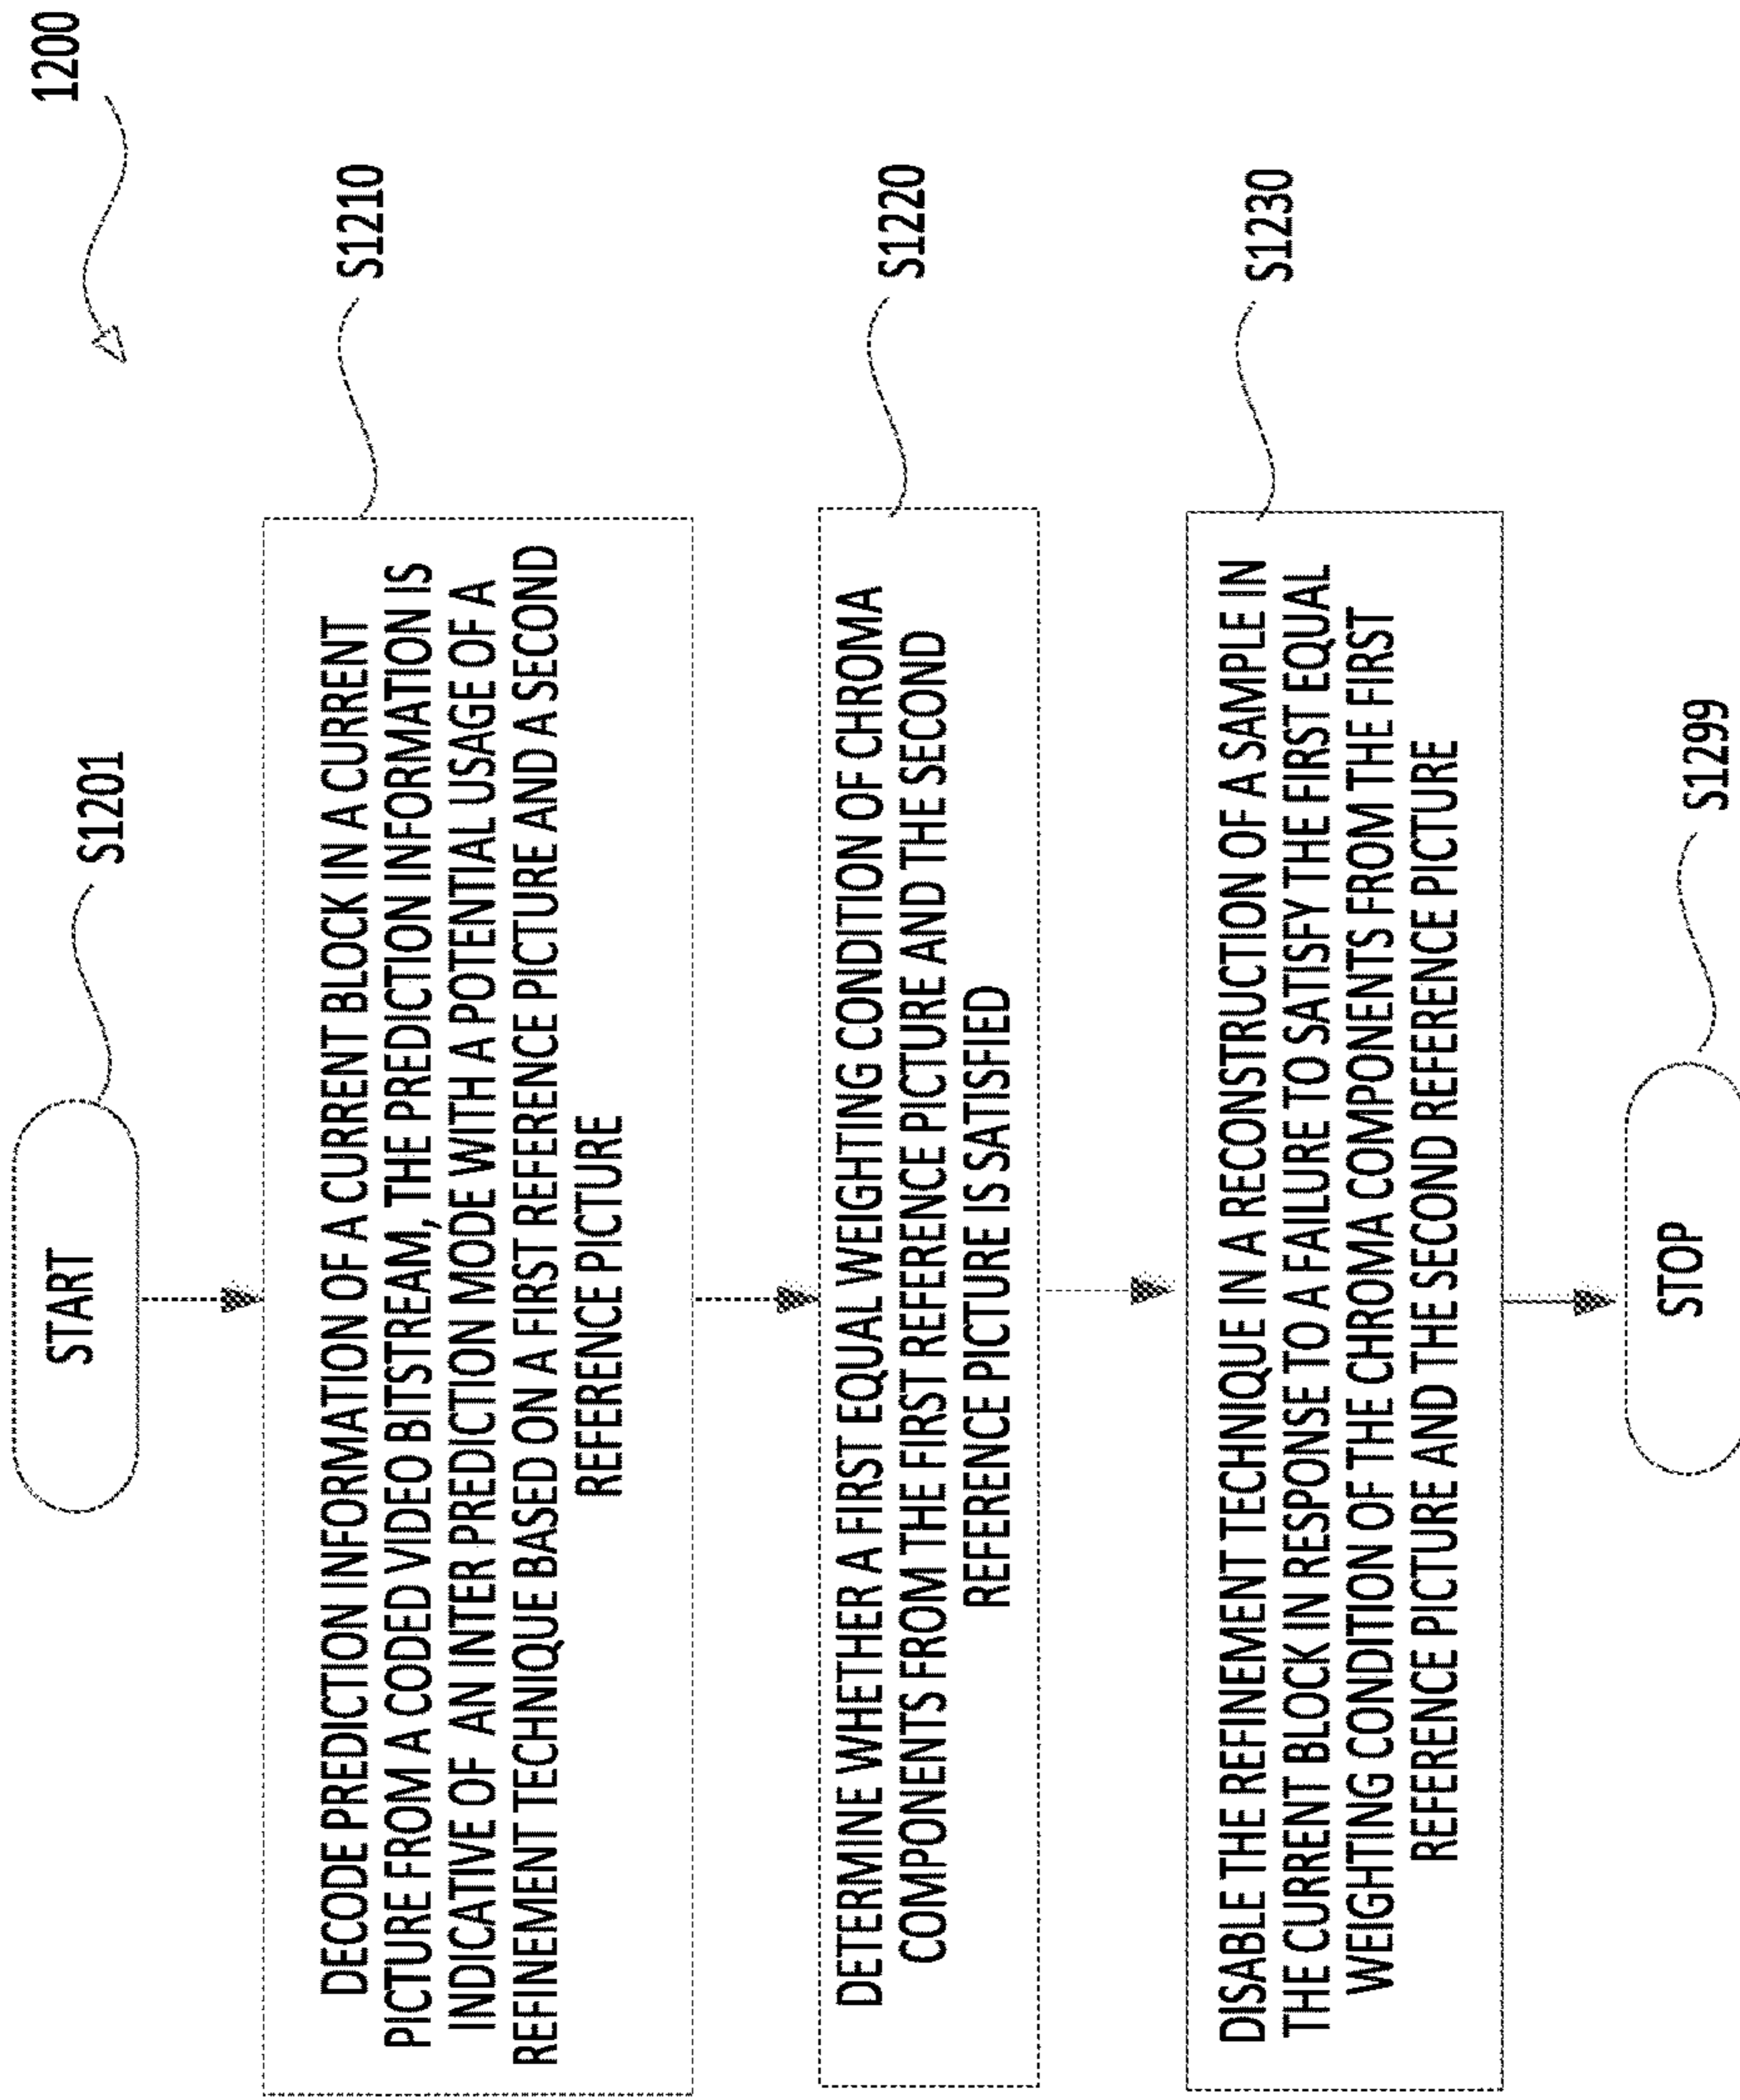 1200
START
S1201
S1210
DECODE PREDICTION INFORMATION OF A CURRENT BLOCK IN A CURRENT
PICTURE FROM A CODED VIDEO BITSTREAM, THE PREDICTION INFORMATION IS
INDICATIVE OF AN INTER PREDICTION MODE WITH A POTENTIAL USAGE OF A
REFINEMENT TECHNIQUE BASED ON A FIRST REFERENCE PICTURE AND A SECOND
REFERENCE PICTURE
S1220
DETERMINE WHETHER A FIRST EQUAL WEIGHTING CONDITION OF CHROMA
COMPONENTS FROM THE FIRST REFERENCE PICTURE AND THE SECOND
REFERENCE PICTURE IS SATISFIED
S1230
DISABLE THE REFINEMENT TECHNIQUE IN A RECONSTRUCTION OF A SAMPLE IN
THE CURRENT BLOCK IN RESPONSE TO A FAILURE TO SATISFY THE FIRST EQUAL
WEIGHTING CONDITION OF THE CHROMA COMPONENTS FROM THE FIRST
REFERENCE PICTURE AND THE SECOND REFERENCE PICTURE
STOP
S1299